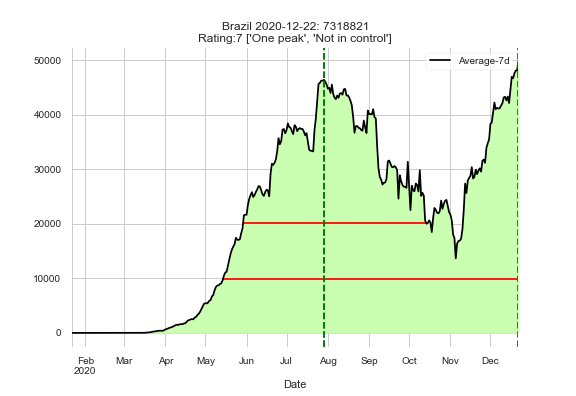 Brazil 2020-12-22: 7318821
Rating:7 ['One peak', 'Not in control']
Average-7d
50000
40000
30000
20000
10000
0
Feb Mar Apr May Jun Jul Aug Sep Oct Nov Dec
2020
Date